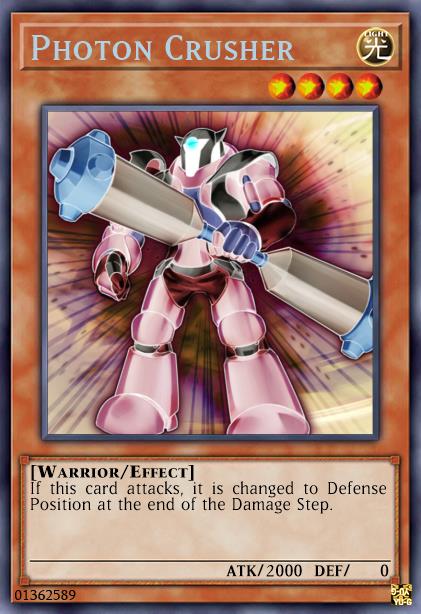 Photon Crusher
LIGHT
光
[Warrior/Effect]
If this card attacks, it is changed to Defense
Position at the end of the Damage Step.
ATK/2000 DEF/ 0
01362589